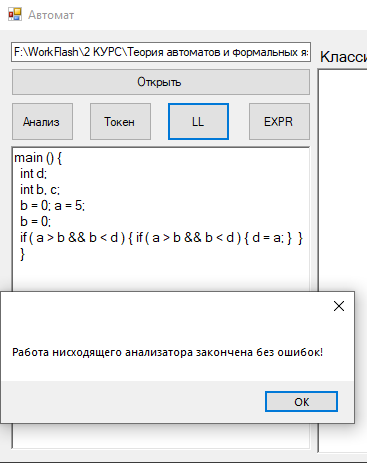 Автомат
F:\WorkFlash\2 КУРС\Теория автоматов и формальных
Класси
Открыть
Анализ Токен LL EXPR
main () {
int d;
int b, c;
b = 0; a = 5;
b = 0;
if ( a > b && b < d ) { if ( a > b && b < d ) { d = a; } }
}
Работа нисходящего анализатора закончена без ошибок!
OK